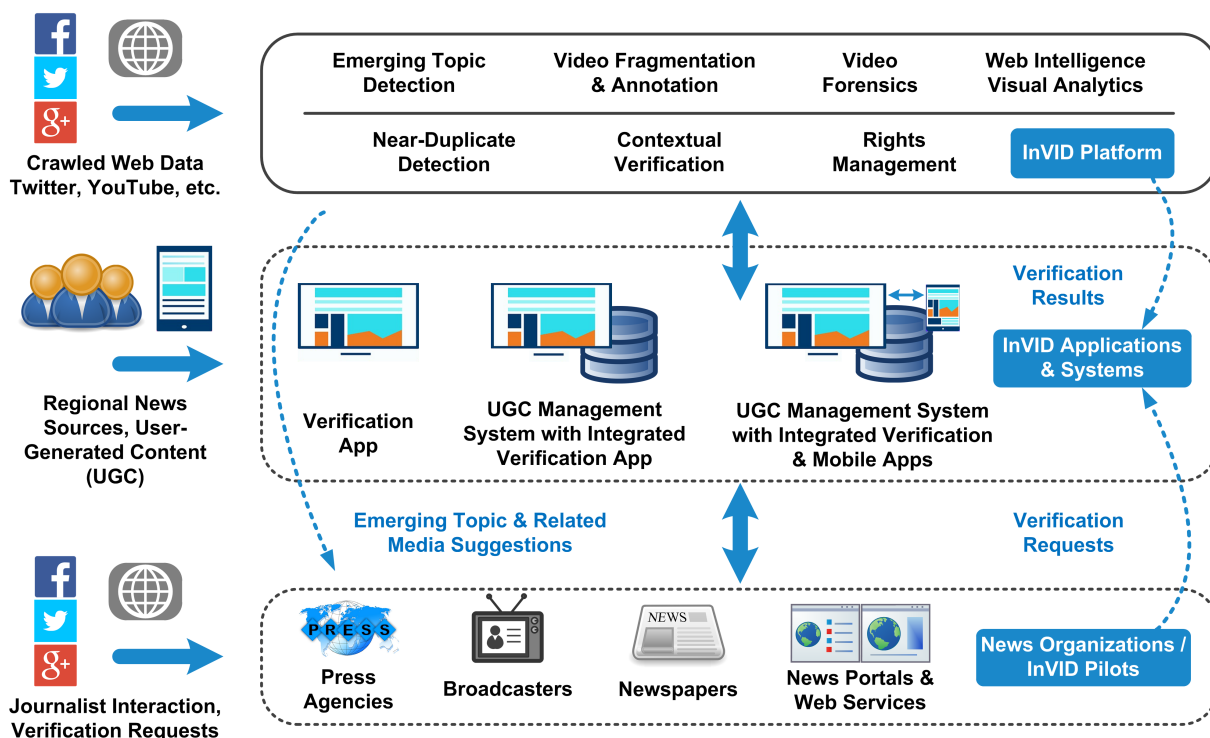 f
g+
Crawled Web Data
Twitter, YouTube, etc.
Emerging Topic
Detection
Video Fragmentation
& Annotation
Video
Forensics
Web Intelligence
Visual Analytics
Near-Duplicate
Detection
Contextual
Verification
Rights
Management
InVID Platform
Regional News
Sources, User-
Generated Content
(UGC)
Verification
App
UGC Management
System with Integrated
Verification App
UGC Management System
with Integrated Verification
& Mobile Apps
Verification
Results
InVID Applications
& Systems
Emerging Topic & Related
Media Suggestions
Verification
Requests
f
g+
Journalist Interaction,
Verification Requests
PRESS
Press
Agencies
Broadcasters
NEWS
Newspapers
News Portals &
Web Services
News Organizations /
InVID Pilots